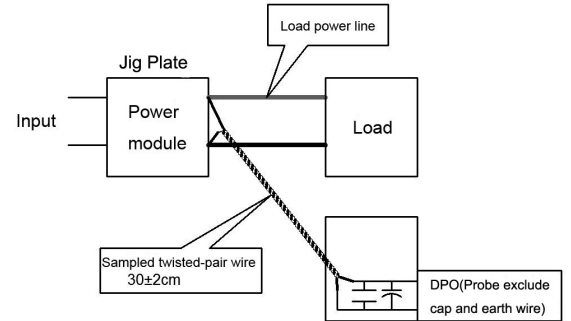 Load power line
Jig Plate
Input
Power
module
Load
Sampled twisted-pair wire
30±2cm
DPO(Probe exclude
cap and earth wire)